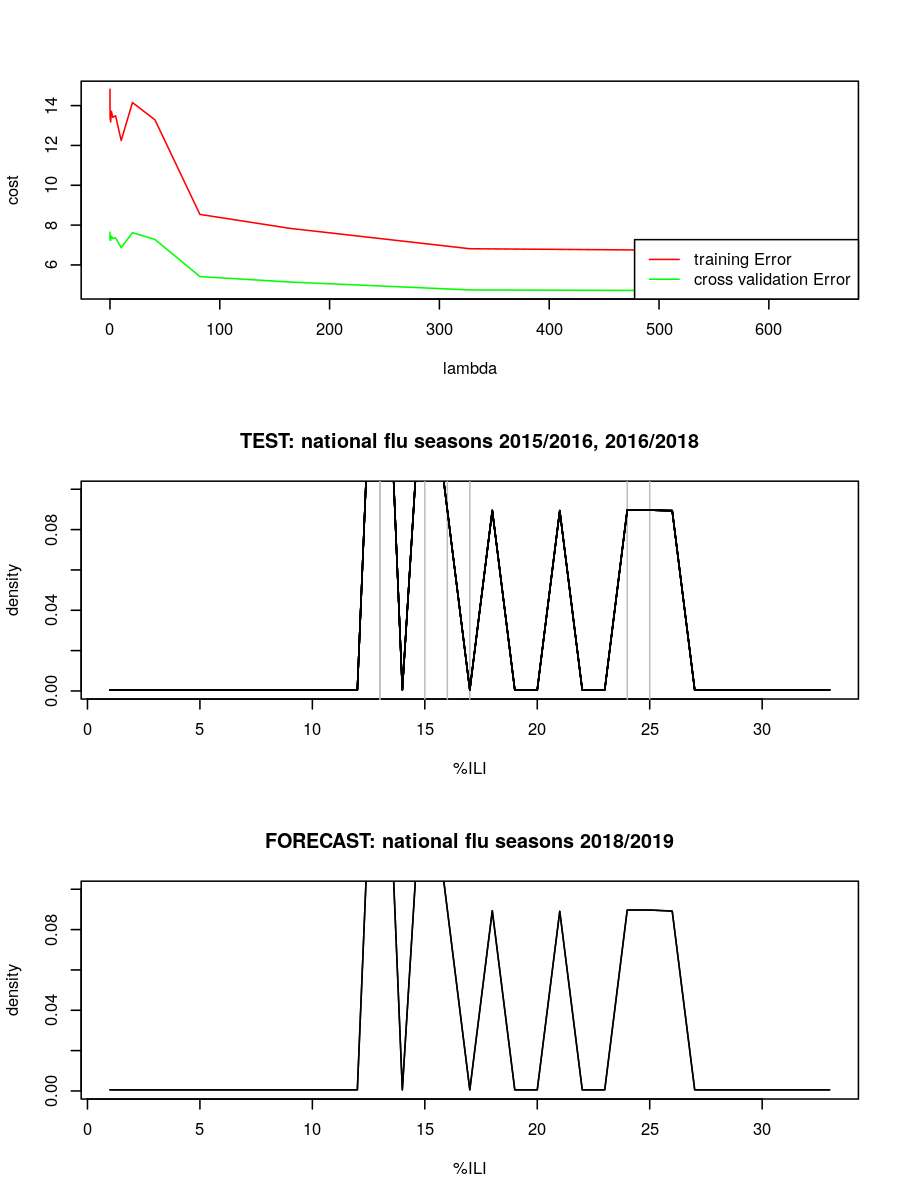 14
12
10
8
6
cost
training Error
cross validation Error
0 100 200 300 400 500 600
lambda
TEST: national flu seasons 2015/2016, 2016/2018
0.08
0.04
0.00
density
0 5 10 15 20 25 30
%ILI
FORECAST: national flu seasons 2018/2019
0.08
0.04
0.00
density
0 5 10 15 20 25 30
%ILI